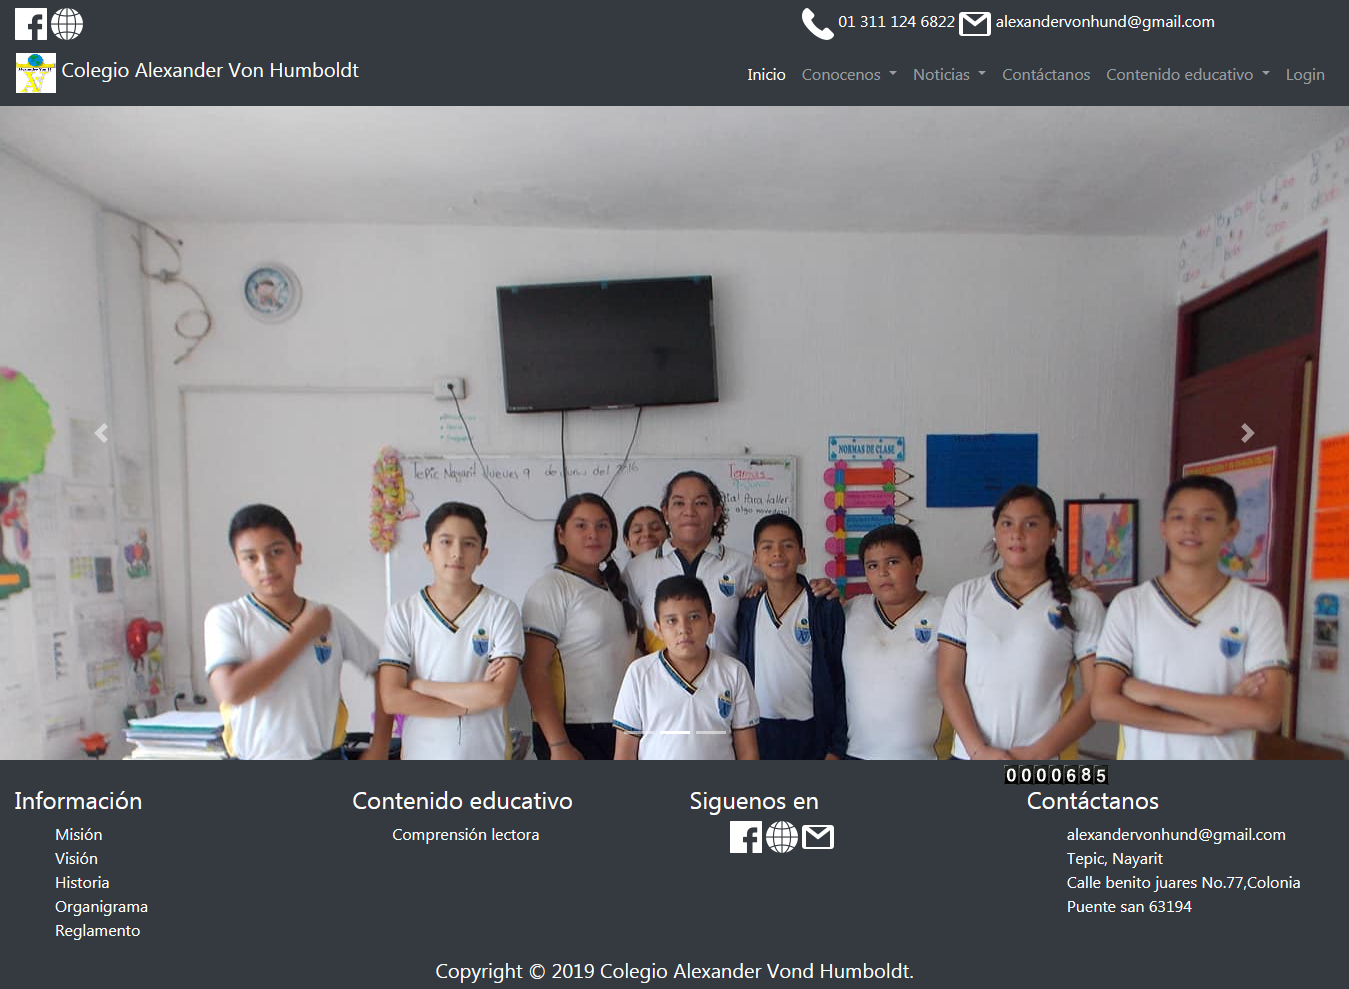 01 311 124 6822 alexandervonhund@gmail.com
Colegio Alexander Von Humboldt
Inicio Conocenos Noticias Contáctanos Contenido educativo Login
NORMAS DE CLASE
Tepic Nayarit Jueves 9 de Junio del 2016
Temas
0000685
Información
Misión
Visión
Historia
Organigrama
Reglamento
Contenido educativo
Comprensión lectora
Siguenos en
Contáctanos
alexandervonhund@gmail.com
Tepic, Nayarit
Calle benito juares No.77,Colonia
Puente san 63194
Copyright © 2019 Colegio Alexander Vond Humboldt.